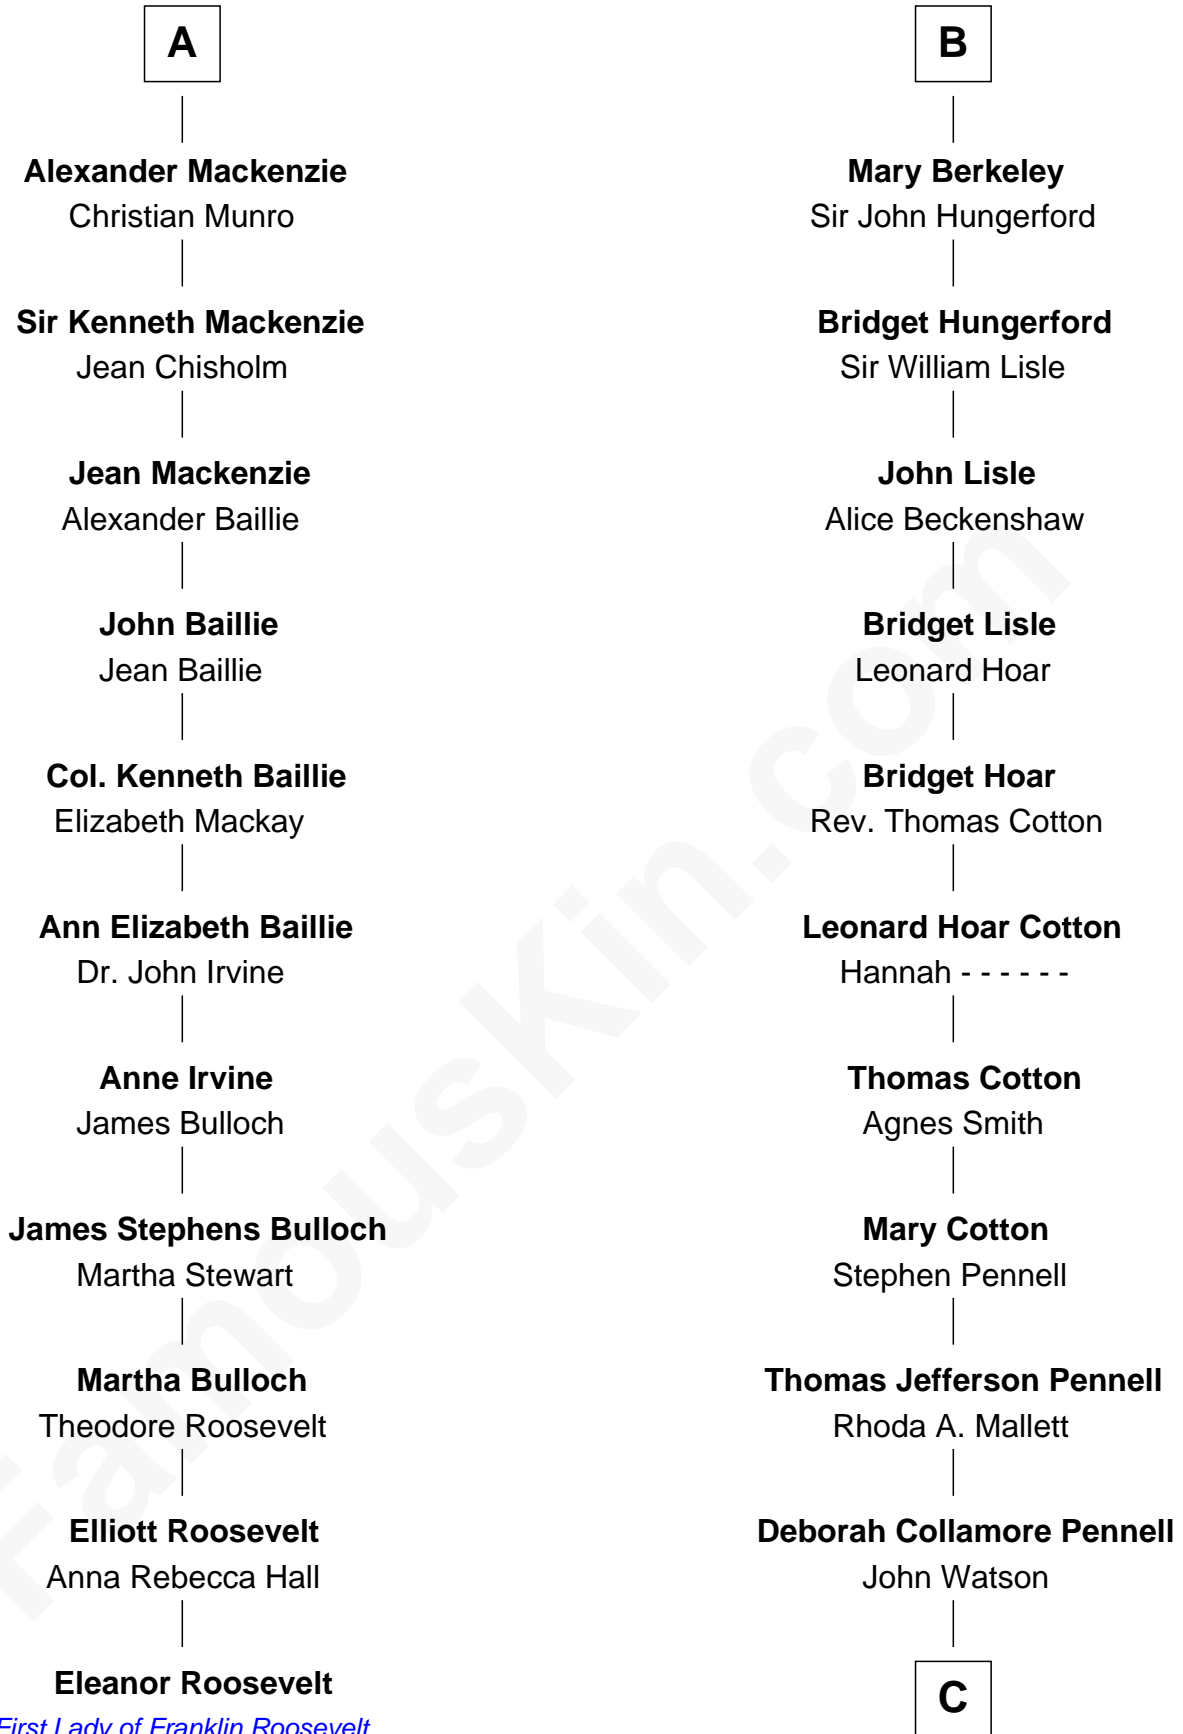 A
Alexander Mackenzie
Christian Munro
Sir Kenneth Mackenzie
Jean Chisholm
Jean Mackenzie
Alexander Baillie
John Baillie
Jean Baillie
Col. Kenneth Baillie
Elizabeth Mackay
Ann Elizabeth Baillie
Dr. John Irvine
Anne Irvine
James Bulloch
James Stephens Bulloch
Martha Stewart
Martha Bulloch
Theodore Roosevelt
Elliott Roosevelt
Anna Rebecca Hall
Eleanor Roosevelt
First Lady of Franklin Roosevelt
B
Mary Berkeley
Sir John Hungerford
Bridget Hungerford
Sir William Lisle
John Lisle
Alice Beckenshaw
Bridget Lisle
Leonard Hoar
Bridget Hoar
Rev. Thomas Cotton
Leonard Hoar Cotton
Hannah - - - - - -
Thomas Cotton
Agnes Smith
Mary Cotton
Stephen Pennell
Thomas Jefferson Pennell
Rhoda A. Mallett
Deborah Collamore Pennell
John Watson
C
FamousKin.com